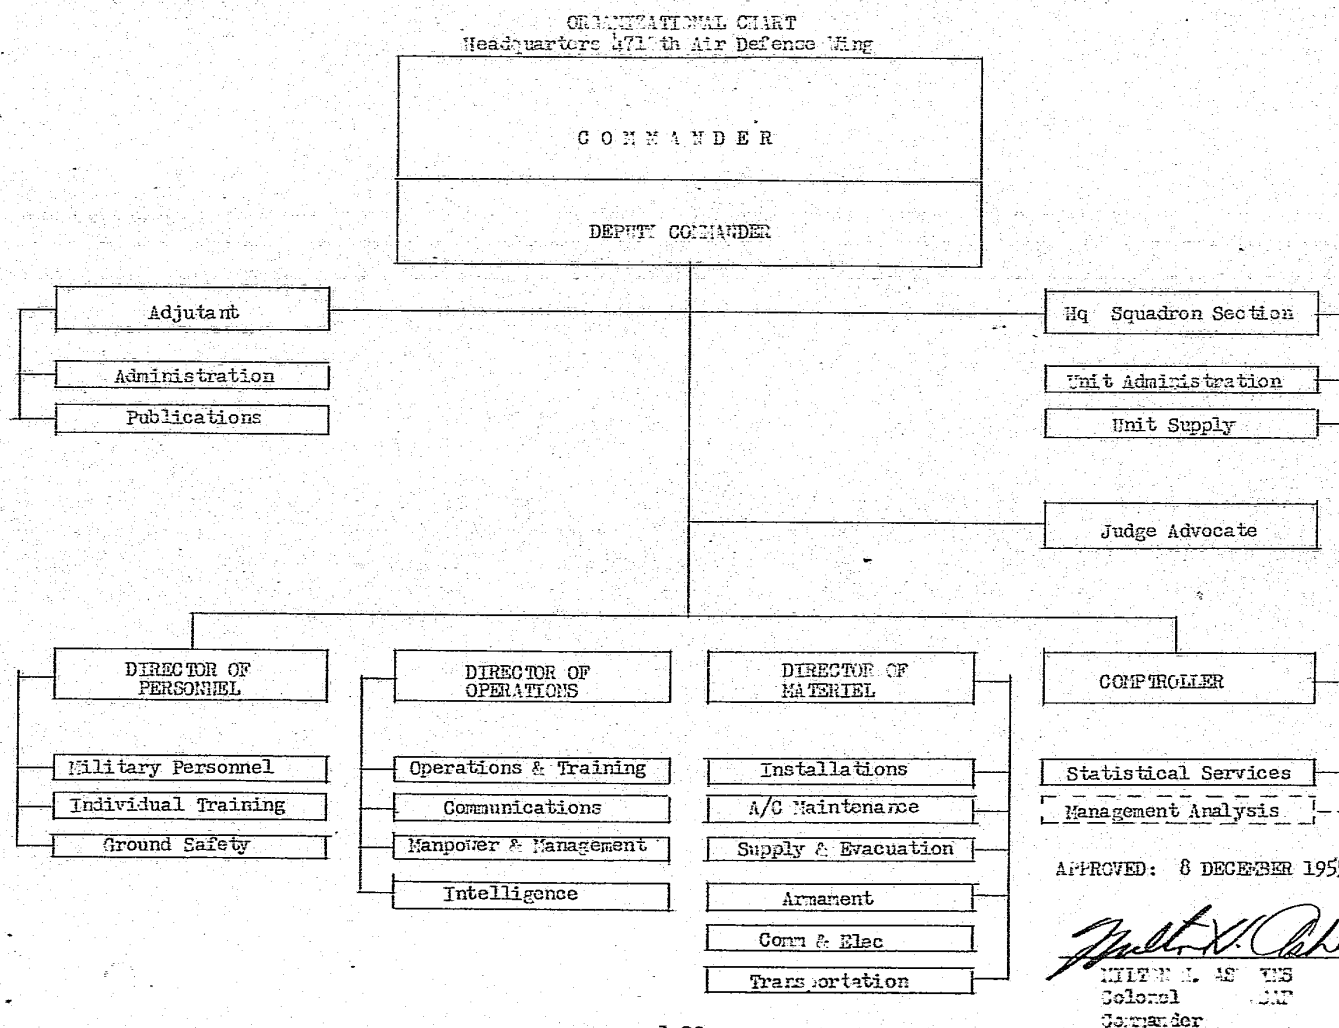 ORGANIZATIONAL CHART
Headquarters th Air Defense Wing
COMMANDER
DEPUTY COMMANDER
Adjutant
Administration
Publications
Hq Squadron Section
Unit Administration
Unit Supply
Judge Advocate
DIRECTOR OF
PERSONNEL
Military Personnel
Individual Training
Ground Safety
DIRECTOR OF
OPERATIONS
Operations & Training
Communications
Manpower & Management
Intelligence
DIRECTOR OF
MATERIEL
Installations
A/C Maintenance
Supply & Evacuation
Armament
Comm & Elec
Transportation
COMPTROLLER
Statistical Services
Management Analysis
APPROVED: 8 DECEMBER
MILTON
Colonel
Commander